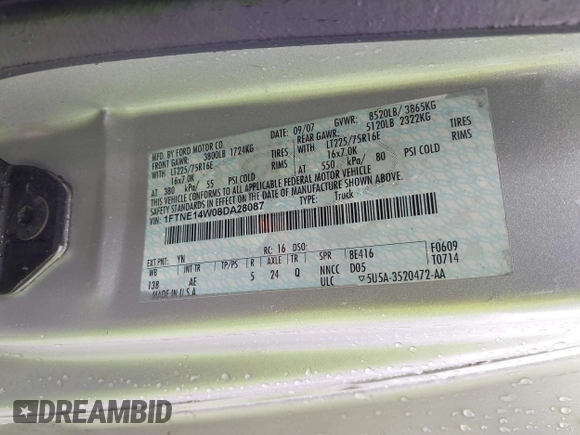 MFD. BY FORD MOTOR CO.
DATE: 09/07 GVWR: 8520LB/ 3865KG
FRONT GAWR: 3800LB 1724KG REAR GAWR: 5120LB 2322KG
WITH LT225/75R16E TIRES WITH LT225/75R16E TIRES
16x7.0K RIMS 16x7.0K RIMS
AT 380 kPa/ 55 PSI COLD AT 550 kPa/ 80 PSI COLD
THIS VEHICLE CONFORMS TO ALL APPLICABLE FEDERAL MOTOR VEHICLE
SAFETY STANDARDS IN EFFECT ON THE DATE OF MANUFACTURE SHOWN ABOVE.
VIN: 1FTNE14W08DA28087
TYPE: Truck
EXT PNT: YN RC: 16 DSO:
WB INT TR TP/PS R AXLE TR SPR 8E416 F0609
138 AE 5 24 Q NNCC D05 T0714
MADE IN U.S.A. ULC ▽5U5A-3520472-AA
DREAMBID